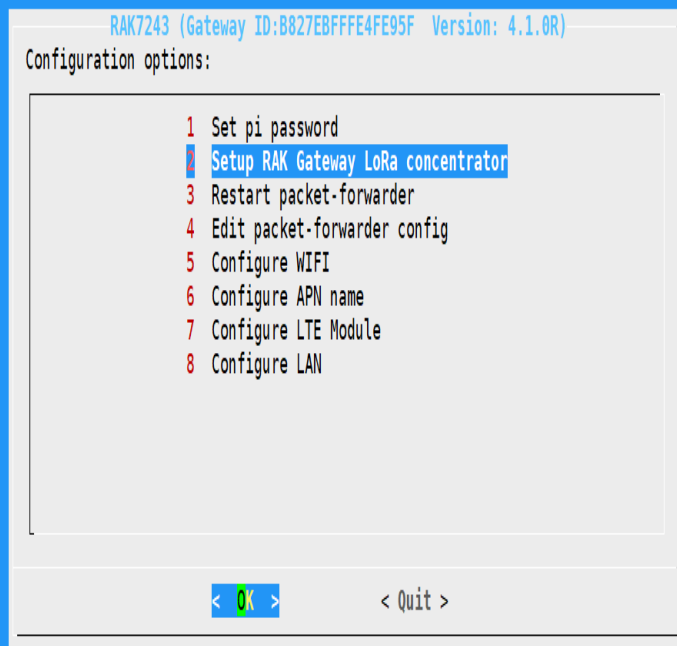 RAK7243 (Gateway ID:B827EBFFFE4FE95F Version: 4.1.0R)
Configuration options:
1 Set pi password
2 Setup RAK Gateway LoRa concentrator
3 Restart packet-forwarder
4 Edit packet-forwarder config
5 Configure WIFI
6 Configure APN name
7 Configure LTE Module
8 Configure LAN
< OK > < Quit >